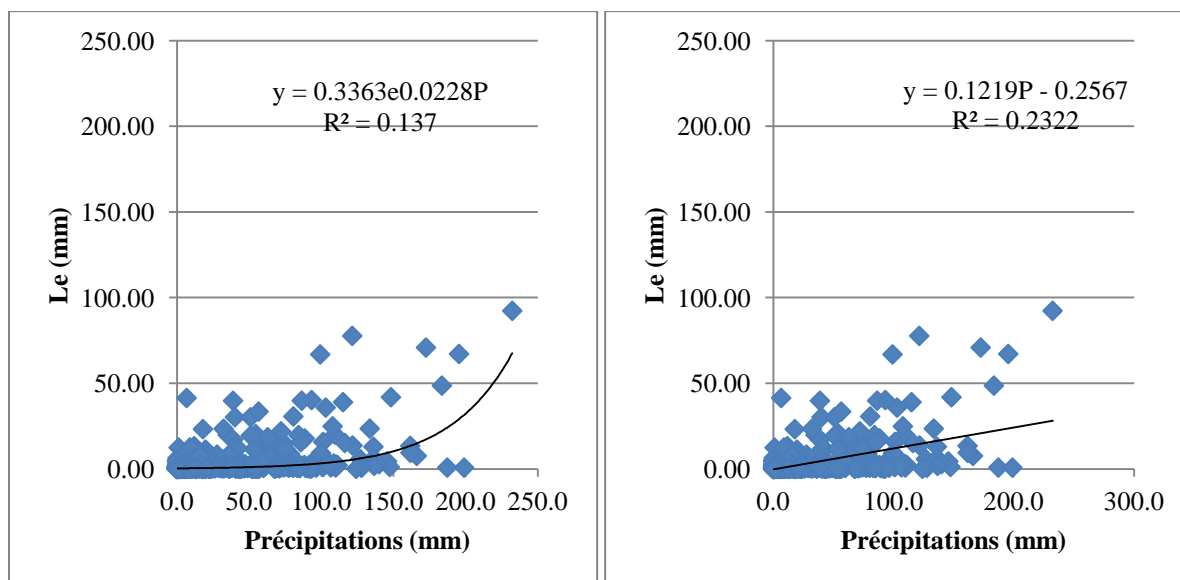 250.00
200.00
150.00
100.00
50.00
0.00
Le (mm)
y = 0.3363e0.0228P
R² = 0.137
0.0 50.0 100.0 150.0 200.0 250.0
Précipitations (mm)
250.00
200.00
150.00
100.00
50.00
0.00
Le (mm)
y = 0.1219P - 0.2567
R² = 0.2322
0.0 100.0 200.0 300.0
Précipitations (mm)